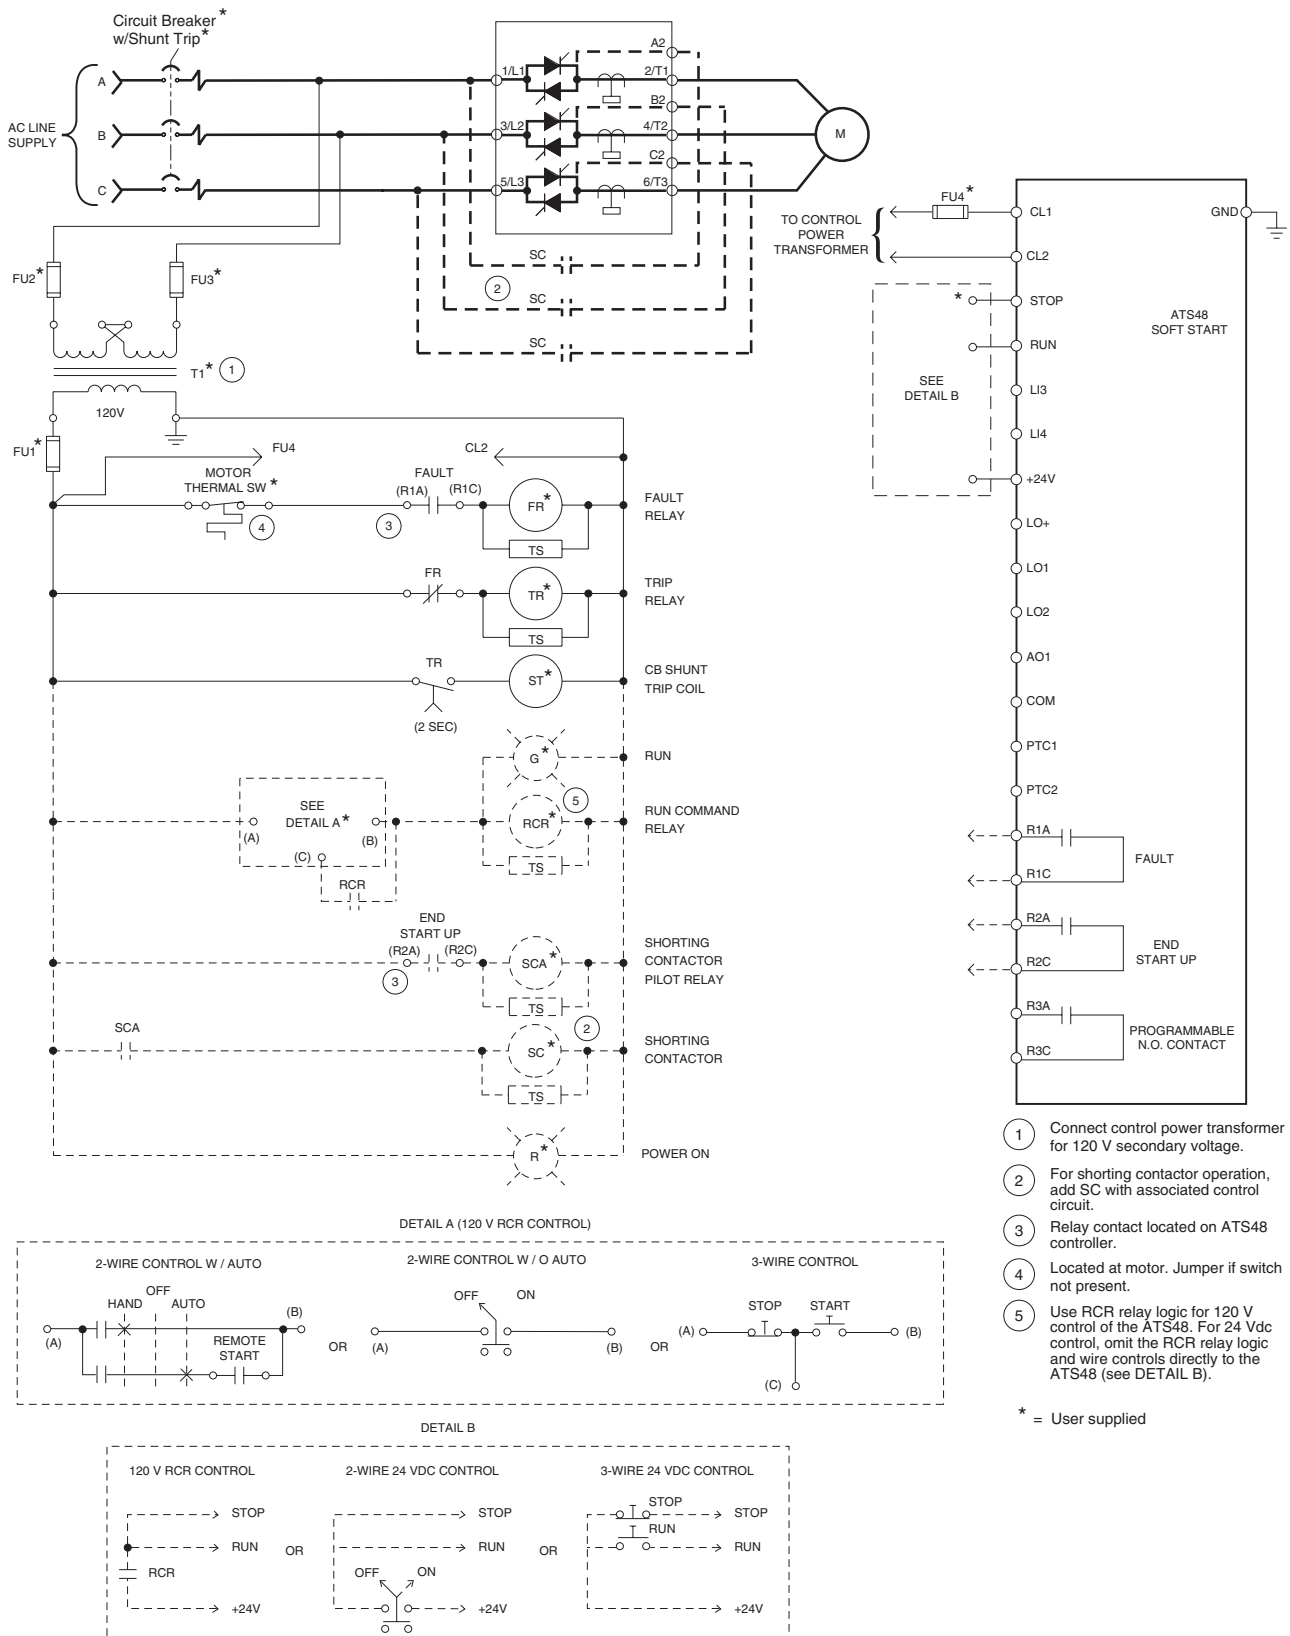 Circuit Breaker *
w/Shunt Trip*
AC LINE
SUPPLY
A
B
C
1/L1
3/L2
5/L3
A2
2/T1
B2
4/T2
C2
6/T3
M
SC
2
SC
SC
FU2*
FU3*
T1* 1
120V
FU1*
FU4
CL2
MOTOR
THERMAL SW *
4
3
FAULT
(R1A) (R1C)
FR*
TS
FAULT
RELAY
FR
TR*
TS
TRIP
RELAY
TR
(2 SEC)
ST*
CB SHUNT
TRIP COIL
G*
RUN
SEE
DETAIL A*
(A)
(B)
(C)
RCR
5
RCR*
TS
RUN COMMAND
RELAY
END
START UP
(R2A) (R2C)
3
SCA*
TS
SHORTING
CONTACTOR
PILOT RELAY
SCA
2
SC*
TS
SHORTING
CONTACTOR
R*
POWER ON
TO CONTROL
POWER
TRANSFORMER
FU4*
CL1
GND
CL2
*
STOP
ATS48
SOFT START
RUN
SEE
DETAIL B
LI3
LI4
+24V
LO+
LO1
LO2
AO1
COM
PTC1
PTC2
R1A
FAULT
R1C
R2A
END
START UP
R2C
R3A
PROGRAMMABLE
N.O. CONTACT
R3C
1 Connect control power transformer
for 120 V secondary voltage.
2 For shorting contactor operation,
add SC with associated control
circuit.
3 Relay contact located on ATS48
controller.
4 Located at motor. Jumper if switch
not present.
5 Use RCR relay logic for 120 V
control of the ATS48. For 24 Vdc
control, omit the RCR relay logic
and wire controls directly to the
ATS48 (see DETAIL B).
* = User supplied
DETAIL A (120 V RCR CONTROL)
2-WIRE CONTROL W / AUTO
OFF
HAND AUTO
(A)
(B)
REMOTE
START
OR
2-WIRE CONTROL W / O AUTO
OFF ON
(A)
(B)
OR
3-WIRE CONTROL
STOP START
(A)
(B)
(C)
DETAIL B
120 V RCR CONTROL
STOP
RUN
RCR
+24V
OR
2-WIRE 24 VDC CONTROL
STOP
RUN
OFF ON
+24V
OR
3-WIRE 24 VDC CONTROL
STOP
STOP
RUN
RUN
+24V